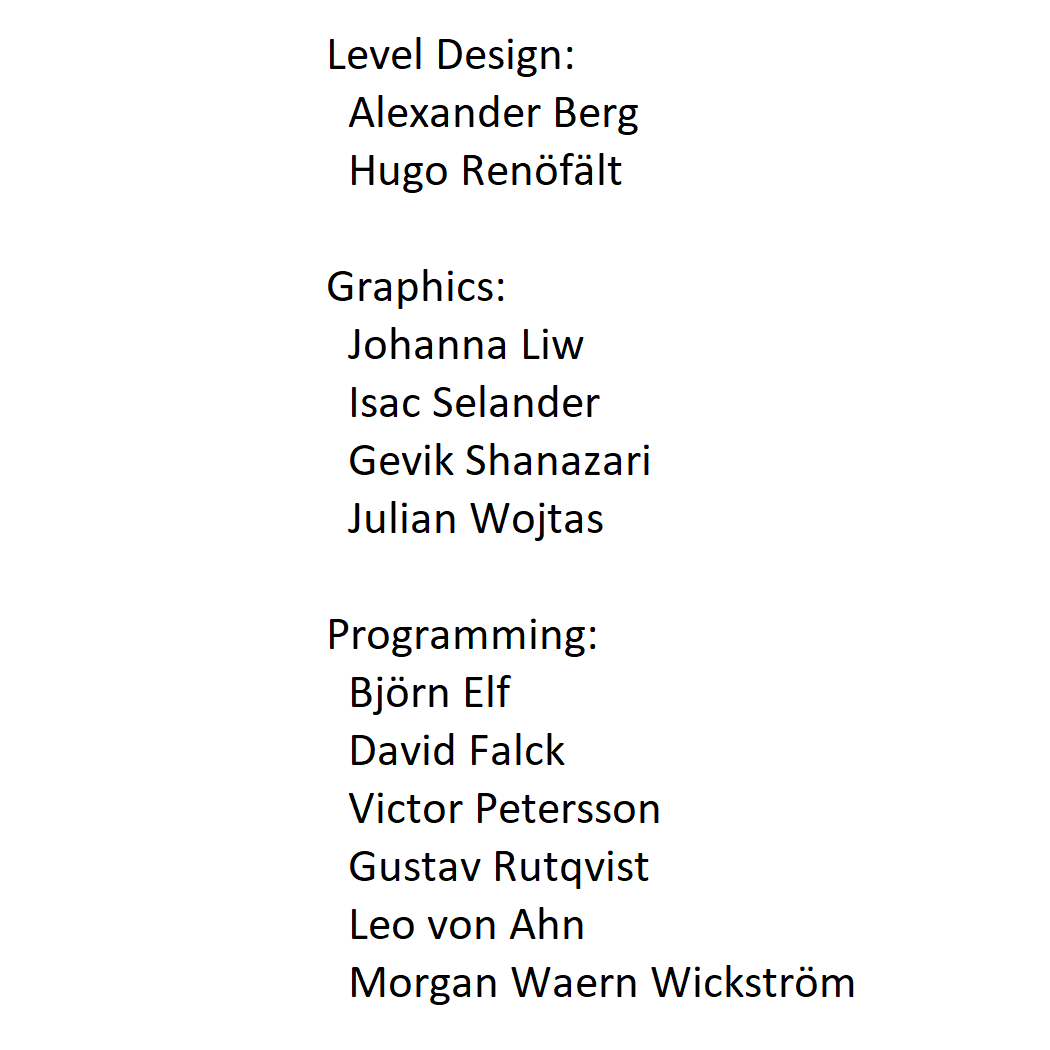 Level Design:
Alexander Berg
Hugo Renöfält
Graphics:
Johanna Liw
Isac Selander
Gevik Shanazari
Julian Wojtas
Programming:
Björn Elf
David Falck
Victor Petersson
Gustav Rutqvist
Leo von Ahn
Morgan Waern Wickström